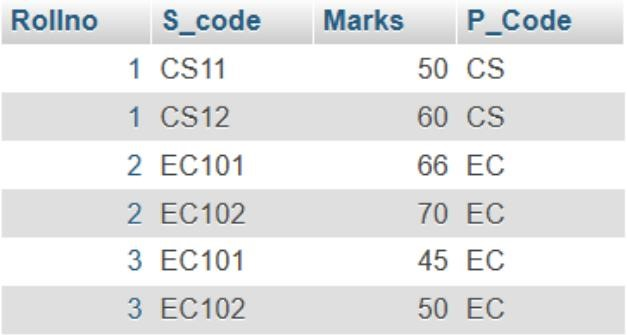 Rollno S_code Marks P_Code
1 CS11 50 CS
1 CS12 60 CS
2 EC101 66 EC
2 EC102 70 EC
3 EC101 45 EC
3 EC102 50 EC